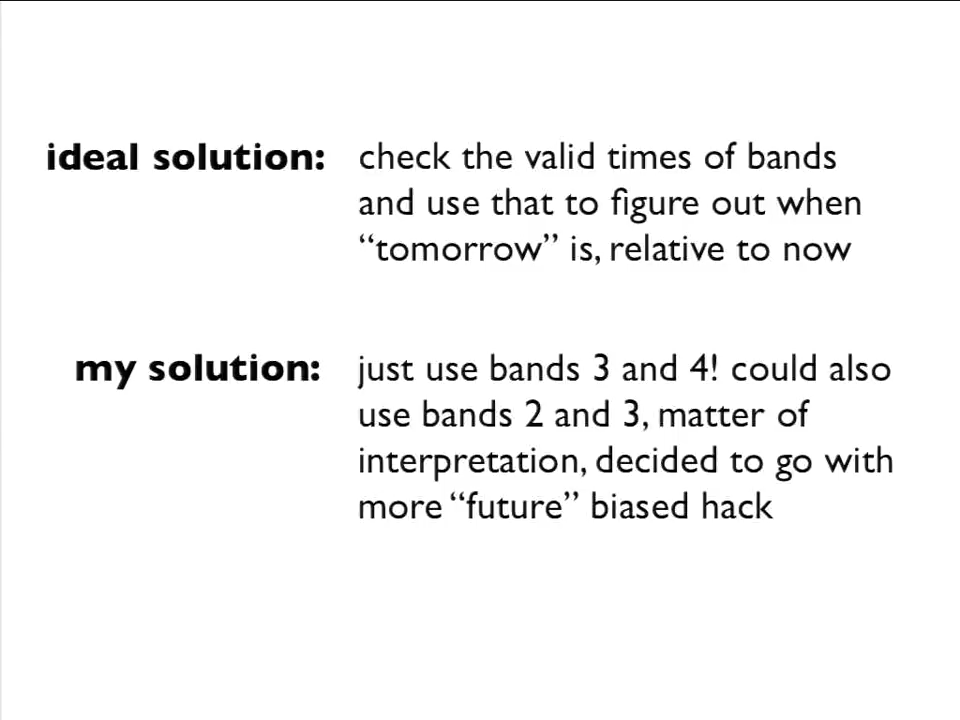 ideal solution: check the valid times of bands
and use that to figure out when
“tomorrow” is, relative to now
my solution: just use bands 3 and 4! could also
use bands 2 and 3, matter of
interpretation, decided to go with
more “future” biased hack